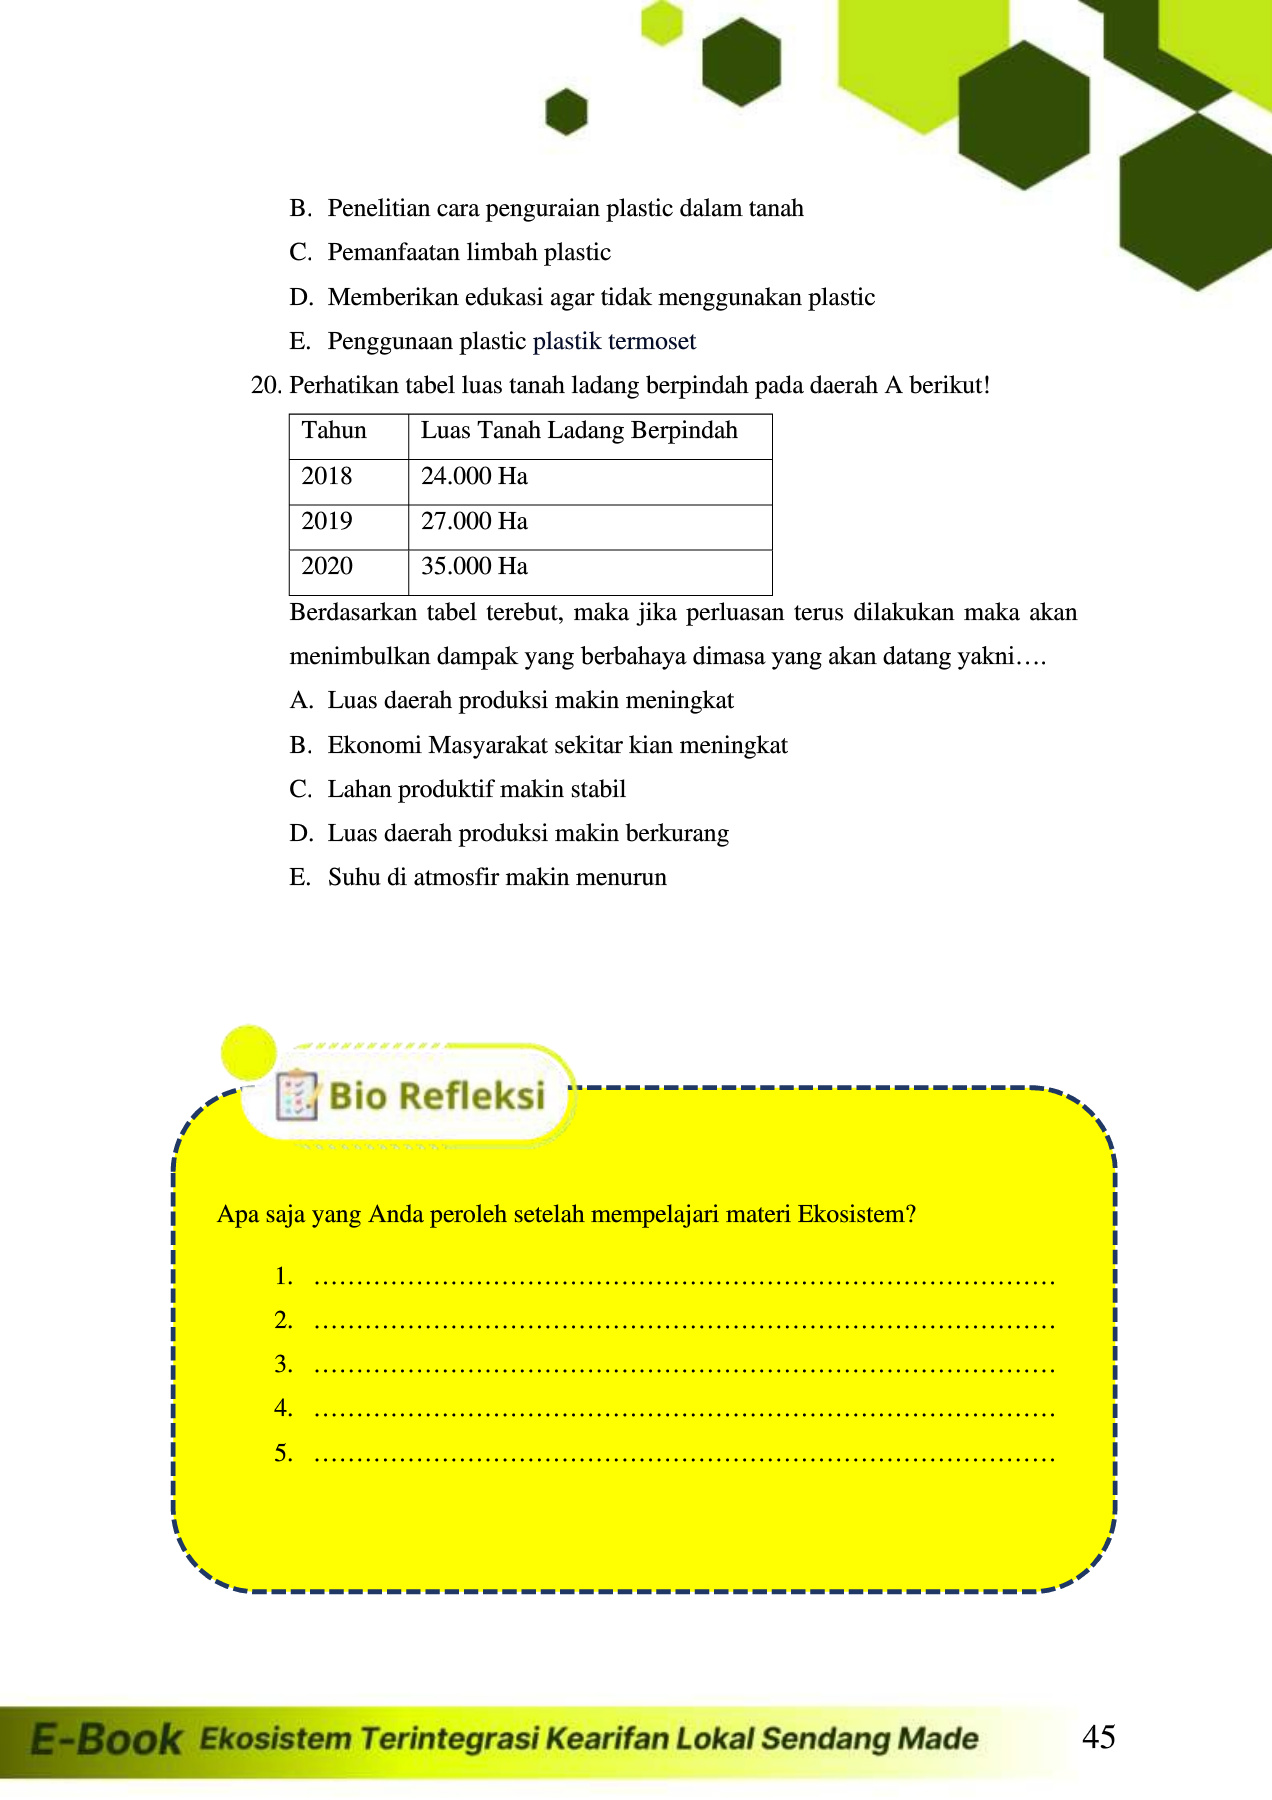 B. Penelitian cara penguraian plastic dalam tanah
C. Pemanfaatan limbah plastic
D. Memberikan edukasi agar tidak menggunakan plastic
E. Penggunaan plastic plastik termoset
20. Perhatikan tabel luas tanah ladang berpindah pada daerah A berikut!
Tahun Luas Tanah Ladang Berpindah
2018 24.000 Ha
2019 27.000 Ha
2020 35.000 Ha
Berdasarkan tabel terebut, maka jika perluasan terus dilakukan maka akan
menimbulkan dampak yang berbahaya dimasa yang akan datang yakni….
A. Luas daerah produksi makin meningkat
B. Ekonomi Masyarakat sekitar kian meningkat
C. Lahan produktif makin stabil
D. Luas daerah produksi makin berkurang
E. Suhu di atmosfir makin menurun
Bio Refleksi
Apa saja yang Anda peroleh setelah mempelajari materi Ekosistem?
1. ……………………………………………………………………………
2. ……………………………………………………………………………
3. ……………………………………………………………………………
4. ……………………………………………………………………………
5. ……………………………………………………………………………
E-Book Ekosistem Terintegrasi Kearifan Lokal Sendang Made 45